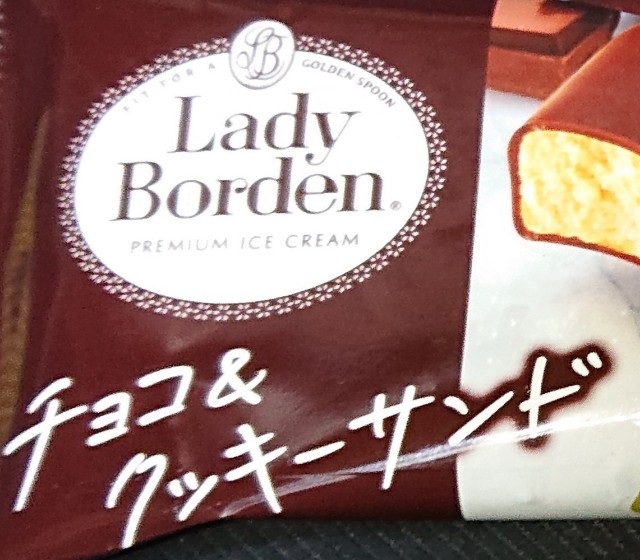 LB
FIT FOR A GOLDEN SPOON
Lady
Borden®
PREMIUM ICE CREAM
チョコ&
クッキーサンド